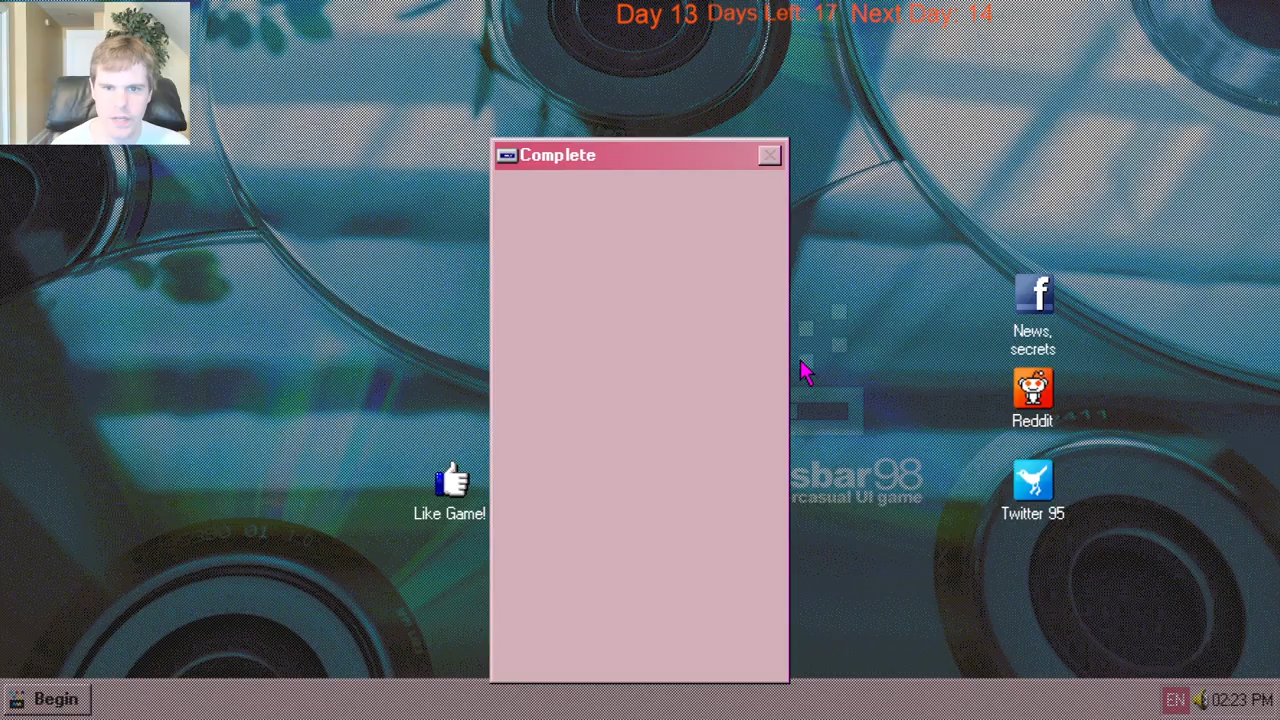 Day 13 Days Left: 17 Next Day: 14
Complete
News,
secrets
Reddit
Like Game!
sbar98
rcasual UI game
Twitter 95
Begin
EN 02:23 PM